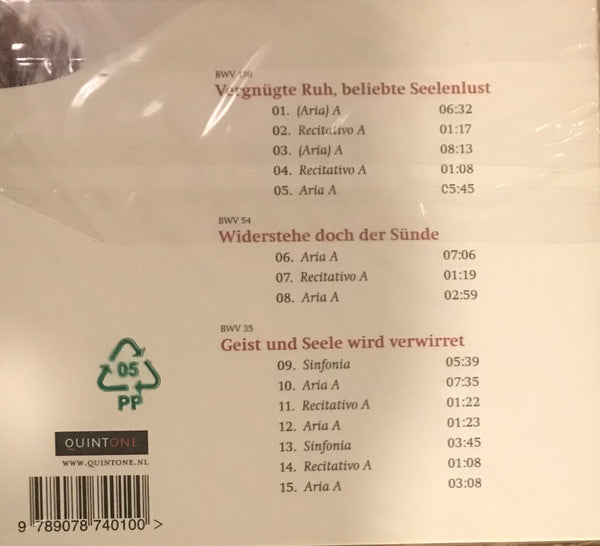 BWV 170
Vergnügte Ruh, beliebte Seelenlust
01. (Aria) A 06:32
02. Recitativo A 01:17
03. (Aria) A 08:13
04. Recitativo A 01:08
05. Aria A 05:45
BWV 54
Widerstehe doch der Sünde
06. Aria A 07:06
07. Recitativo A 01:19
08. Aria A 02:59
BWV 35
Geist und Seele wird verwirret
09. Sinfonia 05:39
10. Aria A 07:35
11. Recitativo A 01:22
12. Aria A 01:23
13. Sinfonia 03:45
14. Recitativo A 01:08
15. Aria A 03:08
05
PP
QUINTONE
WWW.QUINTONE.NL
9 789078 740100 >